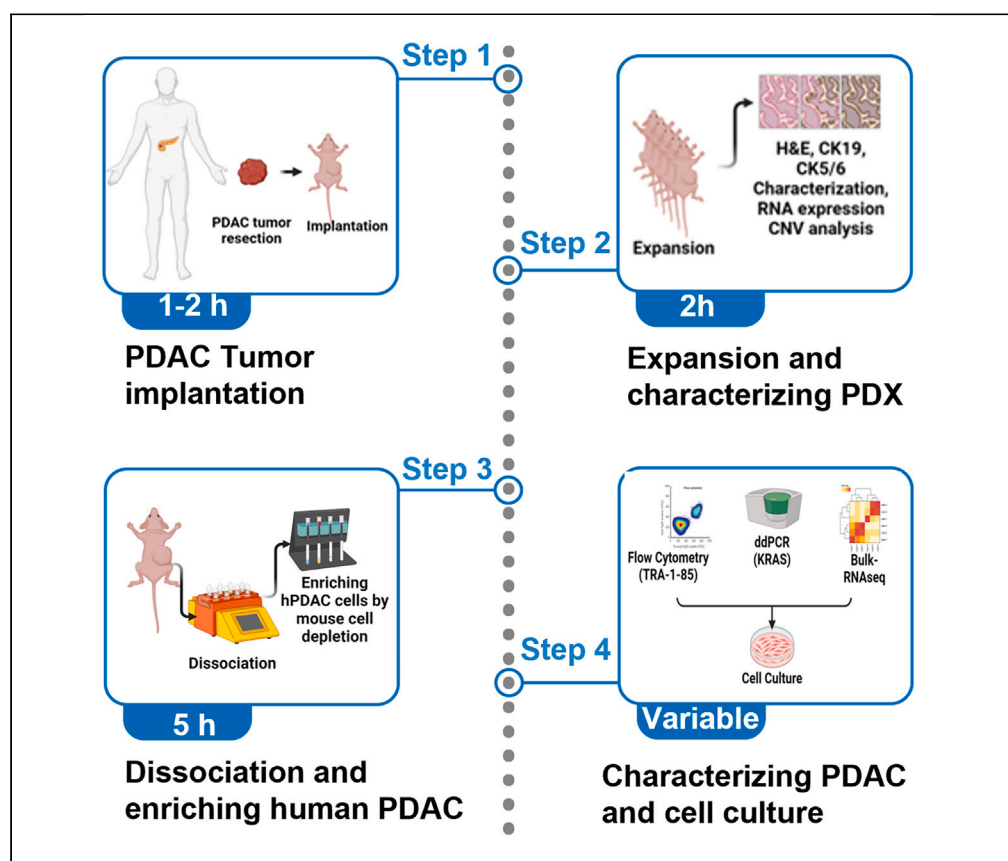 Step 1
PDAC tumor
resection
Implantation
1-2 h
PDAC Tumor
implantation
H&E, CK19,
CK5/6
Characterization,
RNA expression
CNV analysis
Expansion
Step 2
2h
Expansion and
characterizing PDX
Step 3
Enriching
hPDAC cells by
mouse cell
depletion
Dissociation
5 h
Dissociation and
enriching human PDAC
Flow Cytometry
(TRA-1-85)
ddPCR
(KRAS)
Bulk-
RNAseq
Cell Culture
Step 4
Variable
Characterizing PDAC
and cell culture